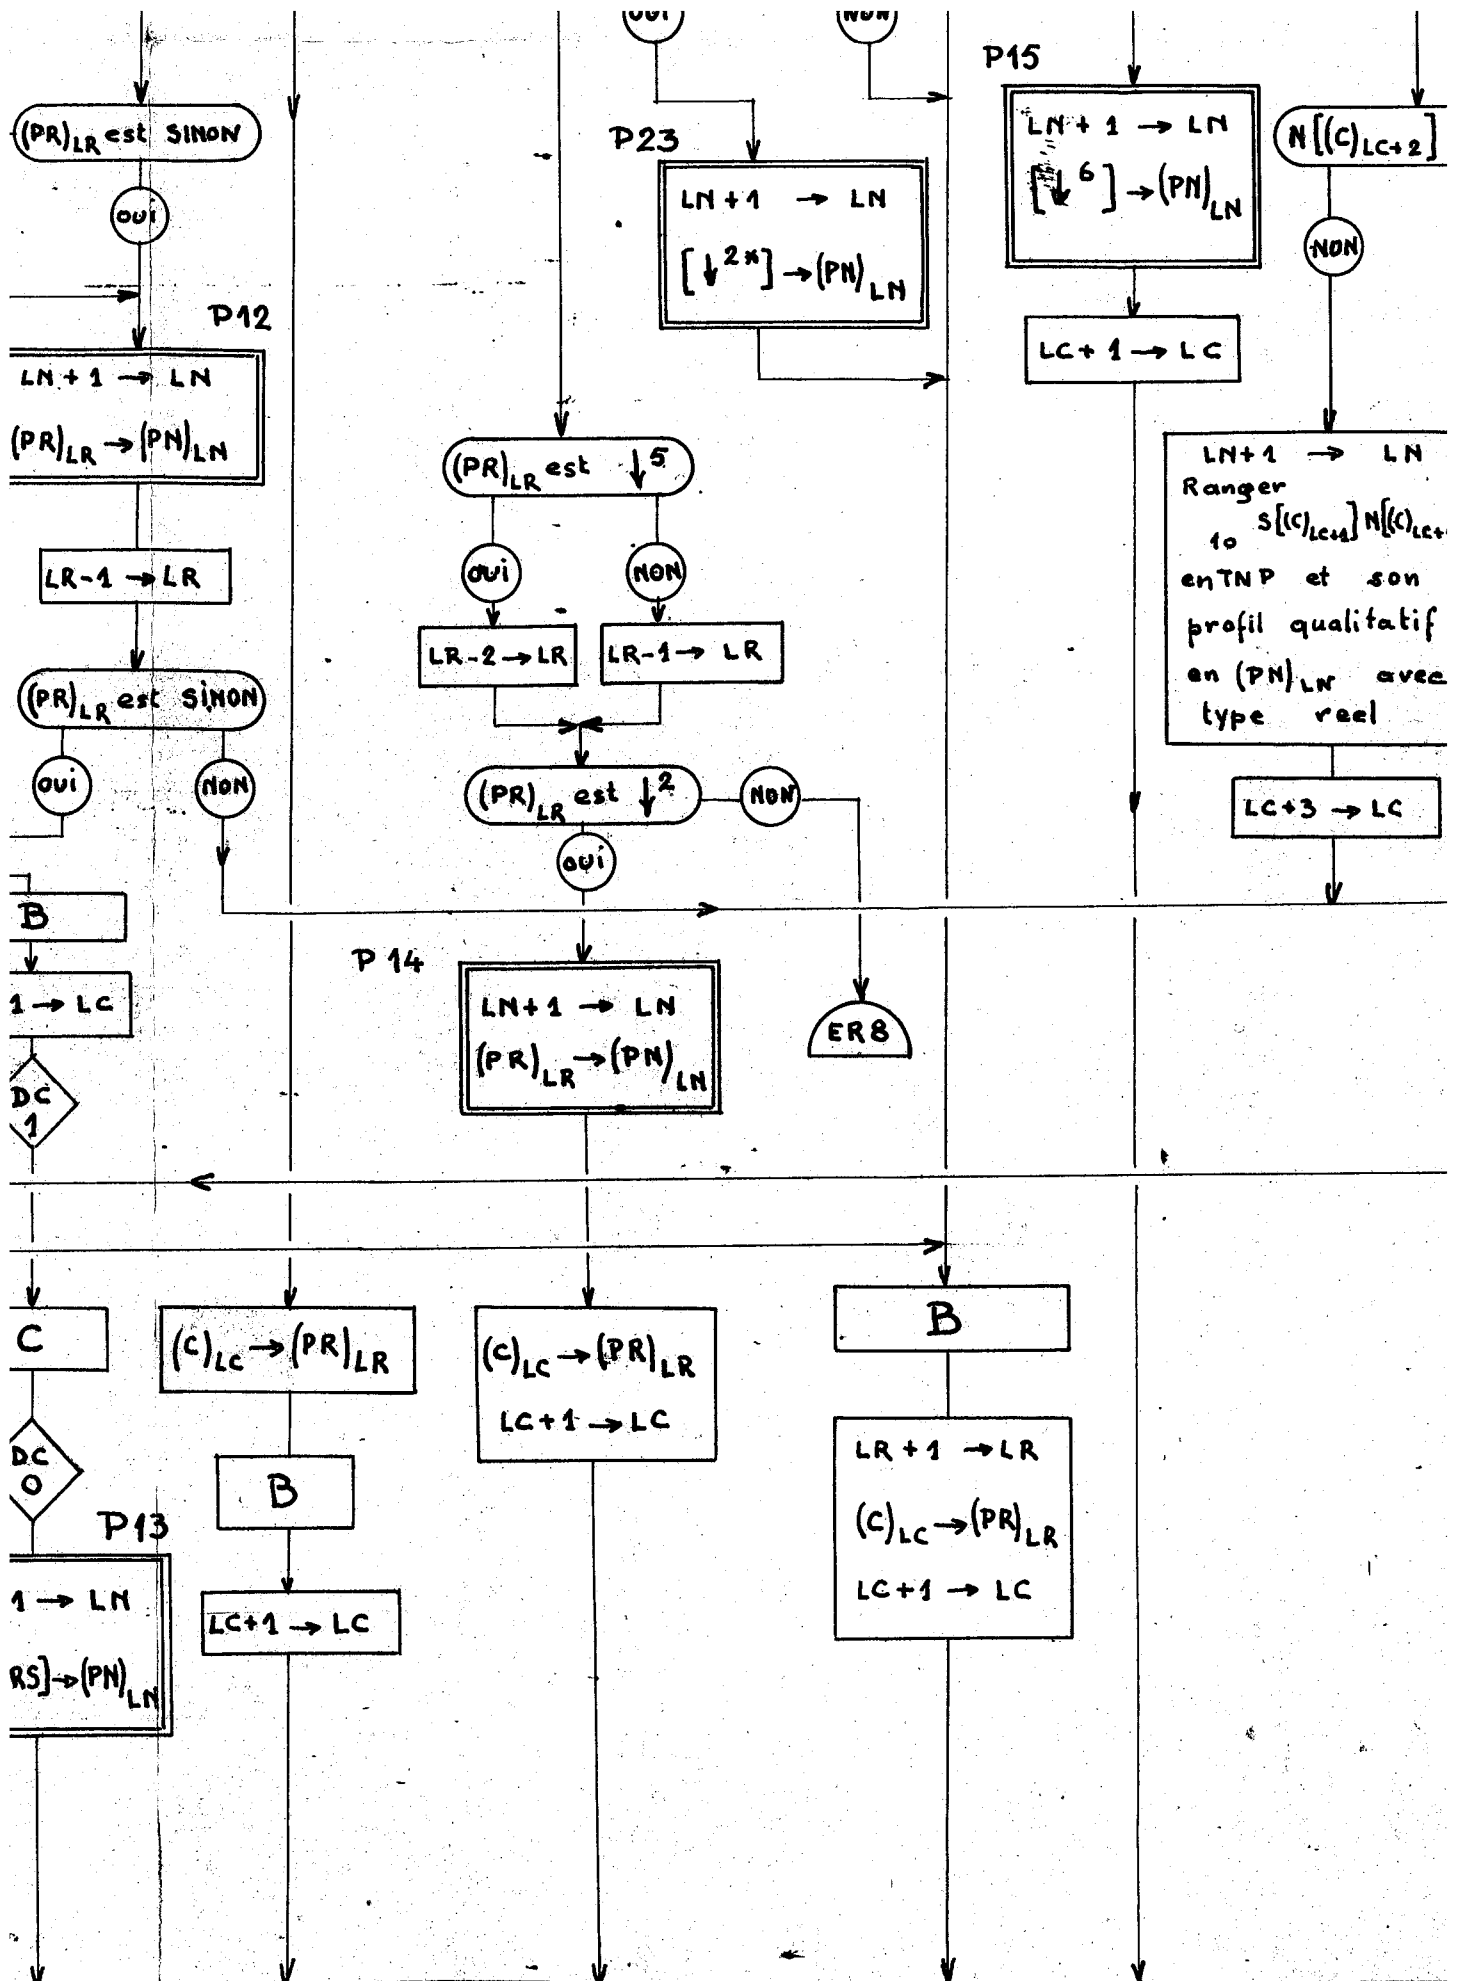 OUI
NON
(PR)LR est SINON
OUI
P12
LN + 1 → LN
(PR)LR → (PN)LN
LR-1 → LR
(PR)LR est SINON
OUI
NON
B
1 → LC
DC
1
C
DC
0
P13
1 → LN
RS] → (PN)LN
(C)LC → (PR)LR
B
LC+1 → LC
P23
LN + 1 → LN
[↓2*] → (PN)LN
(PR)LR est ↓5
OUI
NON
LR-2 → LR
LR-1 → LR
(PR)LR est ↓2
NON
OUI
P 14
LN + 1 → LN
(PR)LR → (PN)LN
ER8
(C)LC → (PR)LR
LC+1 → LC
B
LR + 1 → LR
(C)LC → (PR)LR
LC+1 → LC
P15
LN + 1 → LN
[↓6] → (PN)LN
LC + 1 → LC
N[(C)LC+2]
NON
LN+1 → LN
Ranger
S[(C)LC+1] N[(C)LC+
en TNP et son
profil qualitatif
en (PN)LN avec
type reel
LC+3 → LC